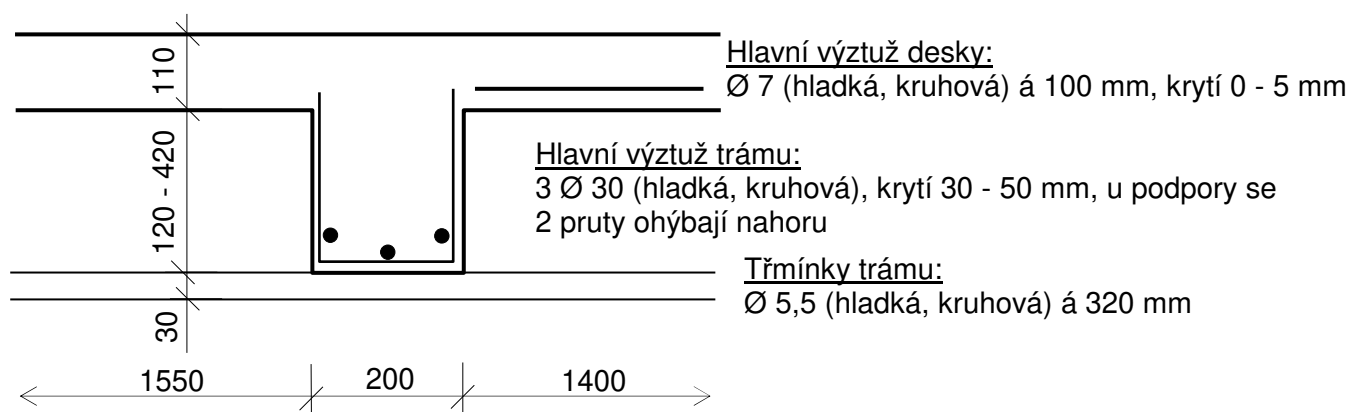 Hlavní výztuž desky:
Ø 7 (hladká, kruhová) á 100 mm, krytí 0 - 5 mm
110
Hlavní výztuž trámu:
3 Ø 30 (hladká, kruhová), krytí 30 - 50 mm, u podpory se
2 pruty ohýbají nahoru
120 - 420
Třmínky trámu:
Ø 5,5 (hladká, kruhová) á 320 mm
30
1550
200
1400